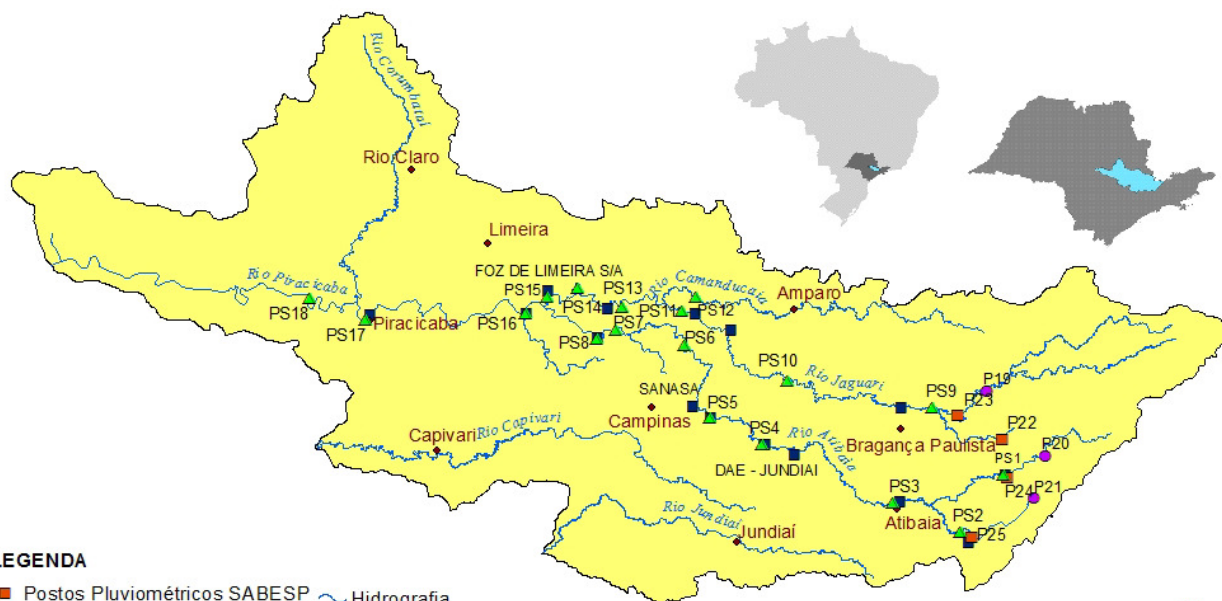 Rio Corumbataí
Rio Claro
Limeira
FOZ DE LIMEIRA S/A
Rio Piracicaba
Rio Camanducaia
Amparo
PS15
PS13
PS14
PS11
PS12
PS18
PS17
Piracicaba
PS16
PS7
PS8
PS6
PS10
Rio Jaguari
PS9
P19
P23
SANASA
PS5
Campinas
P22
Bragança Paulista
P20
Capivari
Rio Capivari
PS4
Rio Atibaia
DAE - JUNDIAI
PS1
P24
P21
PS3
Atibaia
PS2
P25
Rio Jundiaí
Jundiaí
LEGENDA
Postos Pluviométricos SABESP
Hidrografia